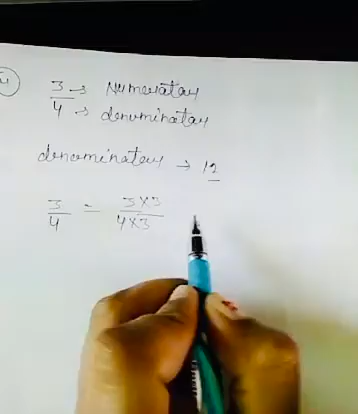 3 → Numerator
4 → denominator
denominator → 12
3/4 = 3×3/4×3